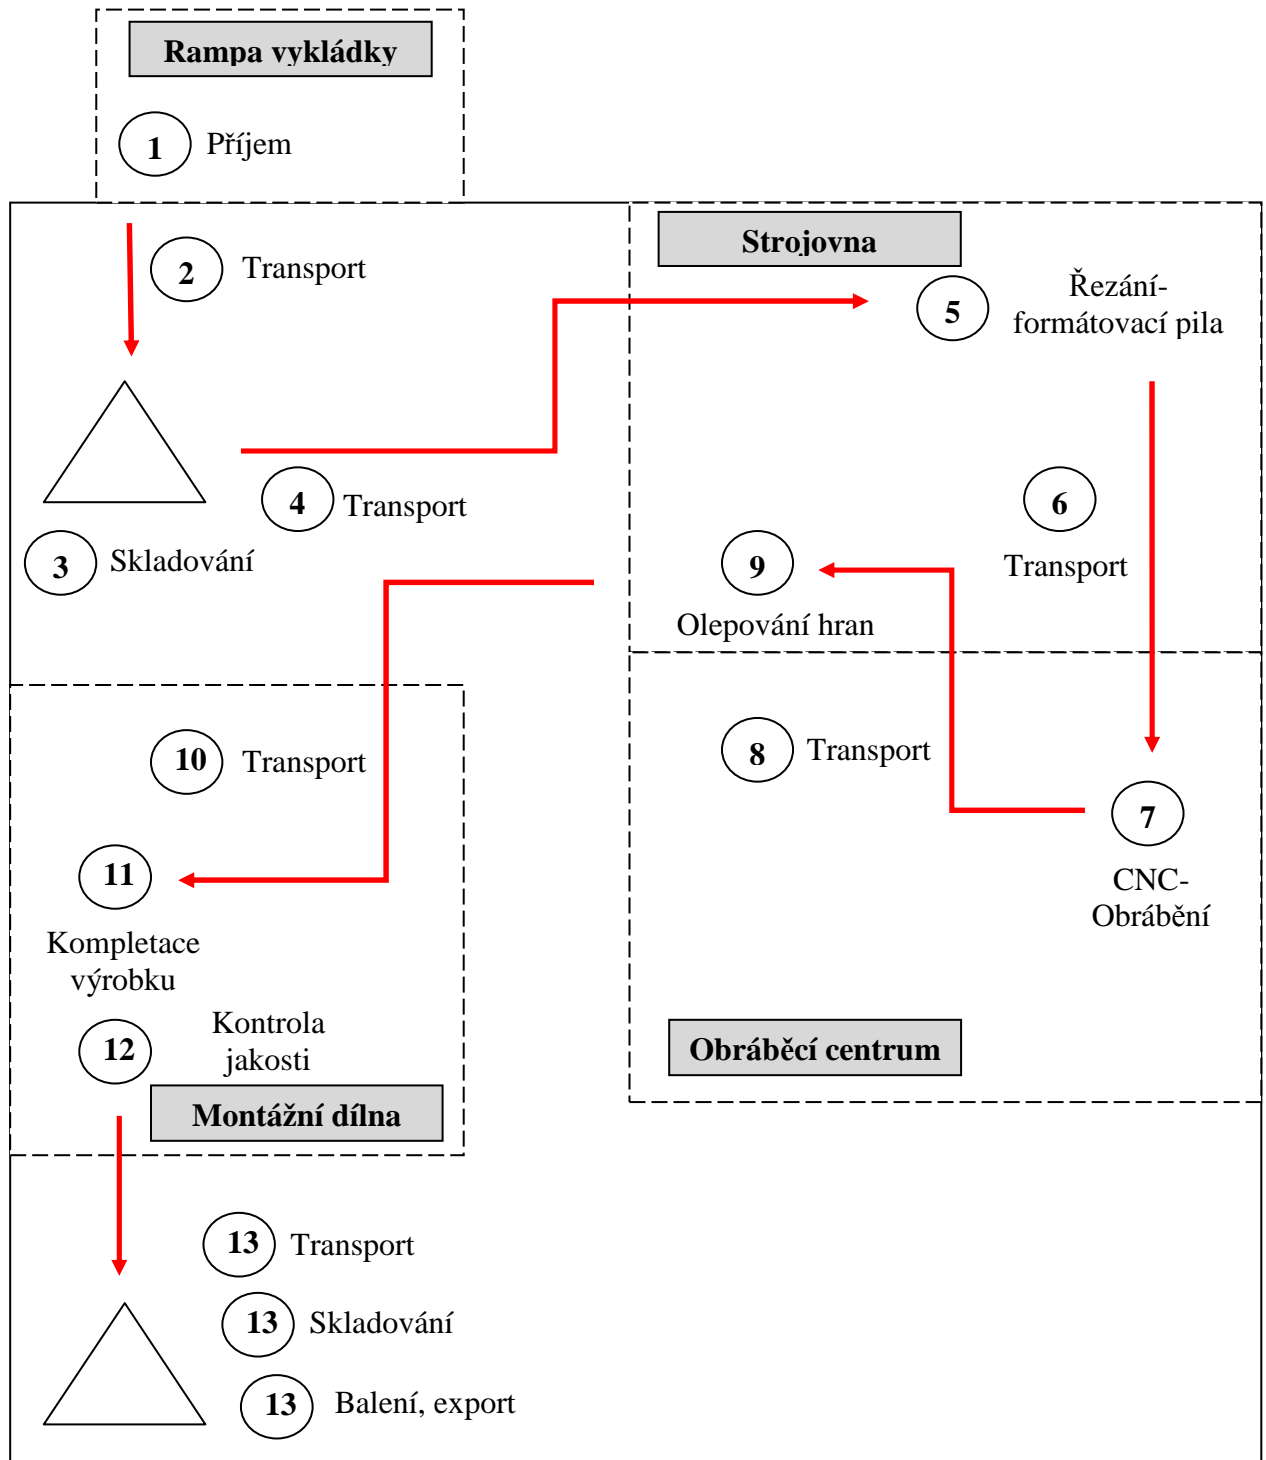 Rampa vykládky
1 Příjem
2 Transport
Strojovna
5 Řezání-
formátovací pila
4 Transport
6
Transport
3 Skladování
9
Olepování hran
10 Transport
8 Transport
7
CNC-
Obrábění
11
Kompletace
výrobku
12 Kontrola
jakosti
Obráběcí centrum
Montážní dílna
13 Transport
13 Skladování
13 Balení, export